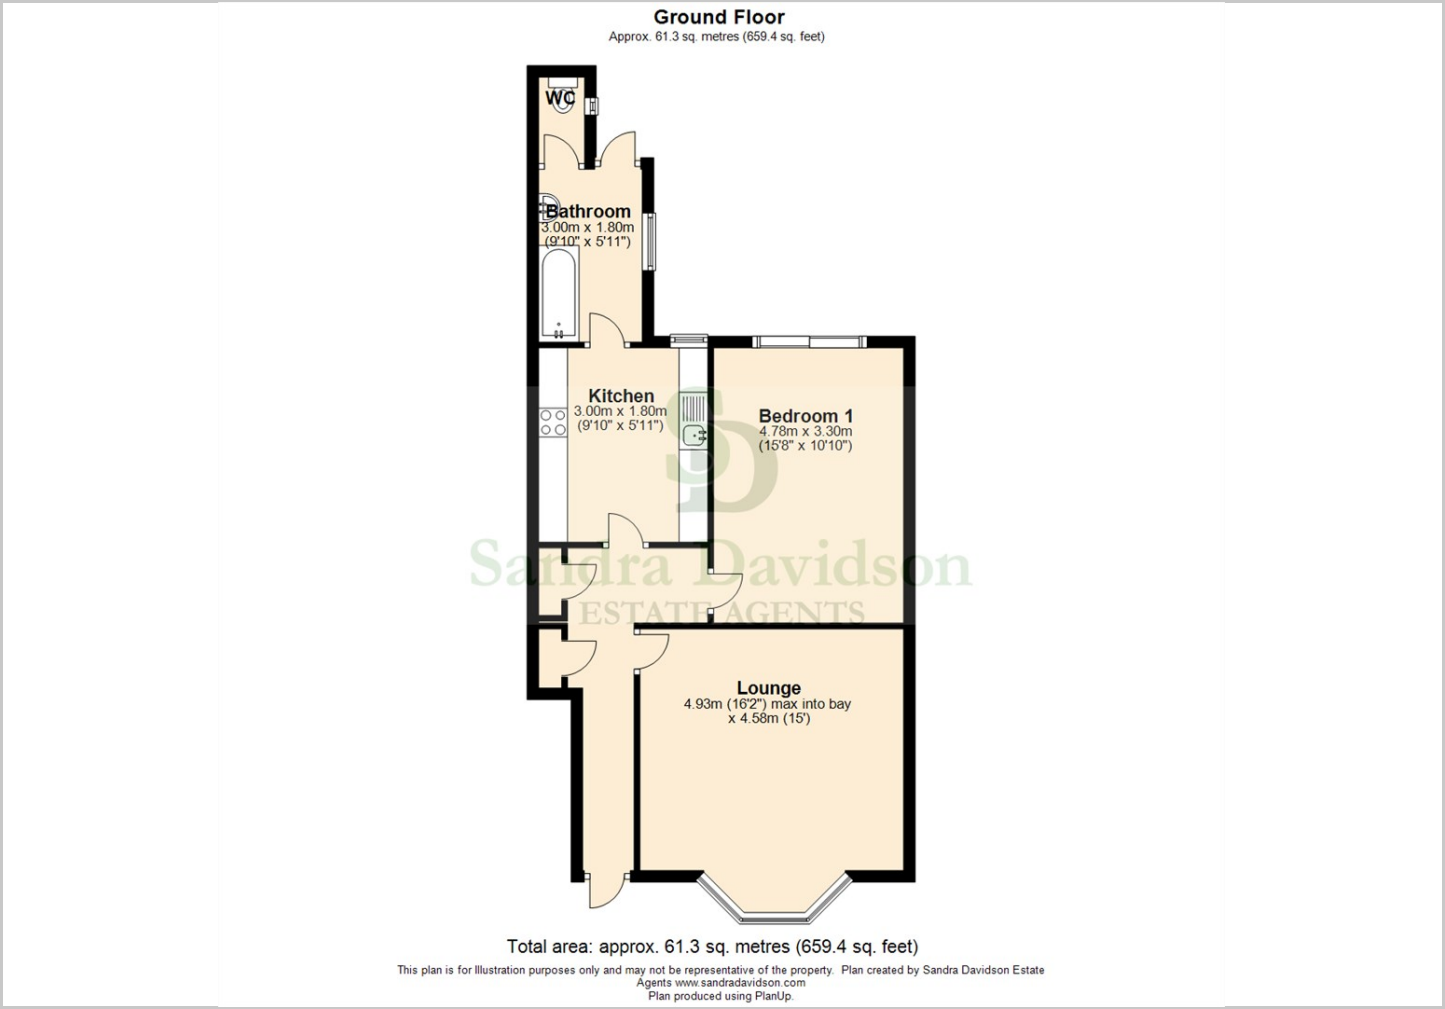 Ground Floor
Approx. 61.3 sq. metres (659.4 sq. feet)
WC
Bathroom
3.00m x 1.80m
(9'10" x 5'11")
Kitchen
3.00m x 1.80m
(9'10" x 5'11")
Bedroom 1
4.78m x 3.30m
(15'8" x 10'10")
SD
Sandra Davidson
ESTATE AGENTS
Lounge
4.93m (16'2") max into bay
x 4.58m (15')
Total area: approx. 61.3 sq. metres (659.4 sq. feet)
This plan is for Illustration purposes only and may not be representative of the property. Plan created by Sandra Davidson Estate
Agents www.sandradavidson.com
Plan produced using PlanUp.